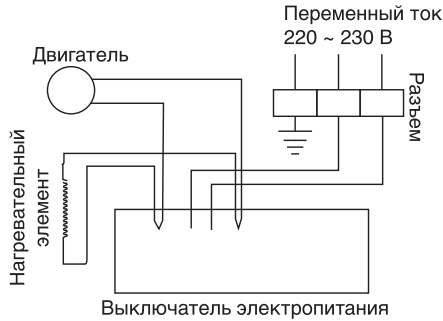 Переменный ток
220 ~ 230 В
Двигатель
Разъем
Нагревательный
элемент
Выключатель электропитания